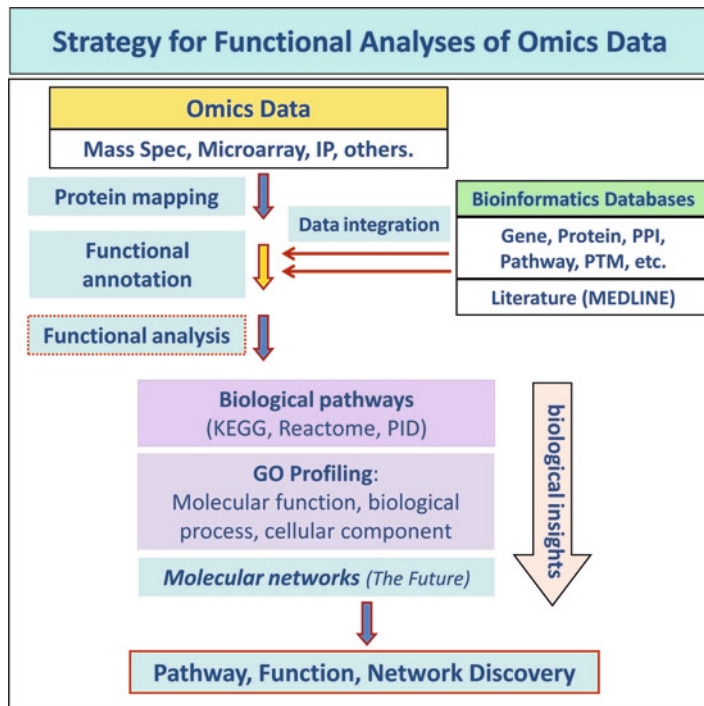 Strategy for Functional Analyses of Omics Data
Omics Data
Mass Spec, Microarray, IP, others.
Protein mapping
Data integration
Bioinformatics Databases
Gene, Protein, PPI,
Pathway, PTM, etc.
Literature (MEDLINE)
Functional
annotation
Functional analysis
Biological pathways
(KEGG, Reactome, PID)
GO Profiling:
Molecular function, biological
process, cellular component
Molecular networks (The Future)
biological insights
Pathway, Function, Network Discovery